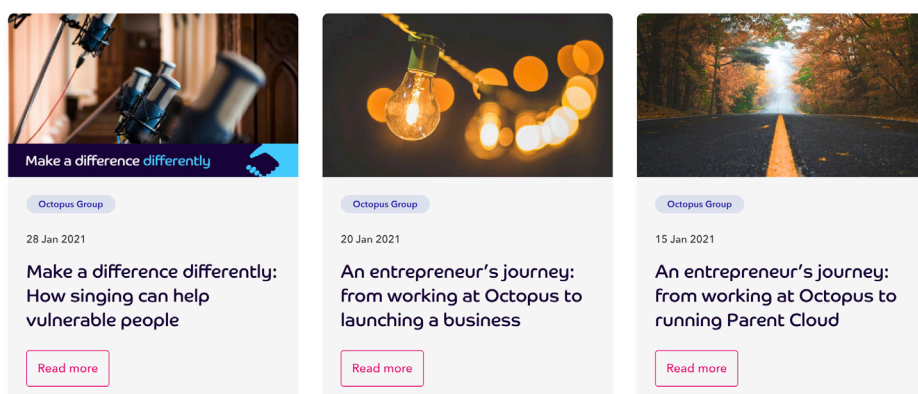 Make a difference differently
Octopus Group
28 Jan 2021
Make a difference differently:
How singing can help
vulnerable people
Read more
Octopus Group
20 Jan 2021
An entrepreneur's journey:
from working at Octopus to
launching a business
Read more
Octopus Group
15 Jan 2021
An entrepreneur's journey:
from working at Octopus to
running Parent Cloud
Read more